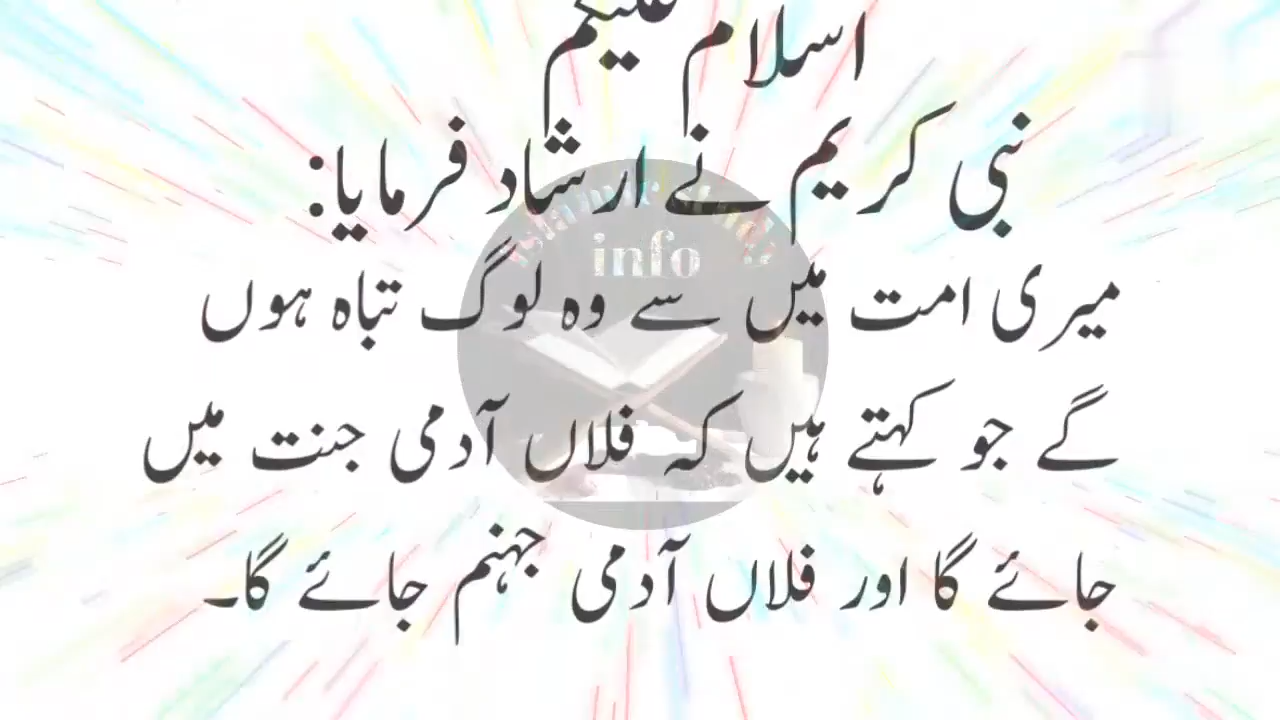 اسلام علیکم
نبی کریم نے ارشاد فرمایا:
میری امت میں سے وہ لوگ تباہ ہوں
گے جو کہتے ہیں کہ فلاں آدمی جنت میں
جائے گا اور فلاں آدمی جہنم جائے گا۔
info